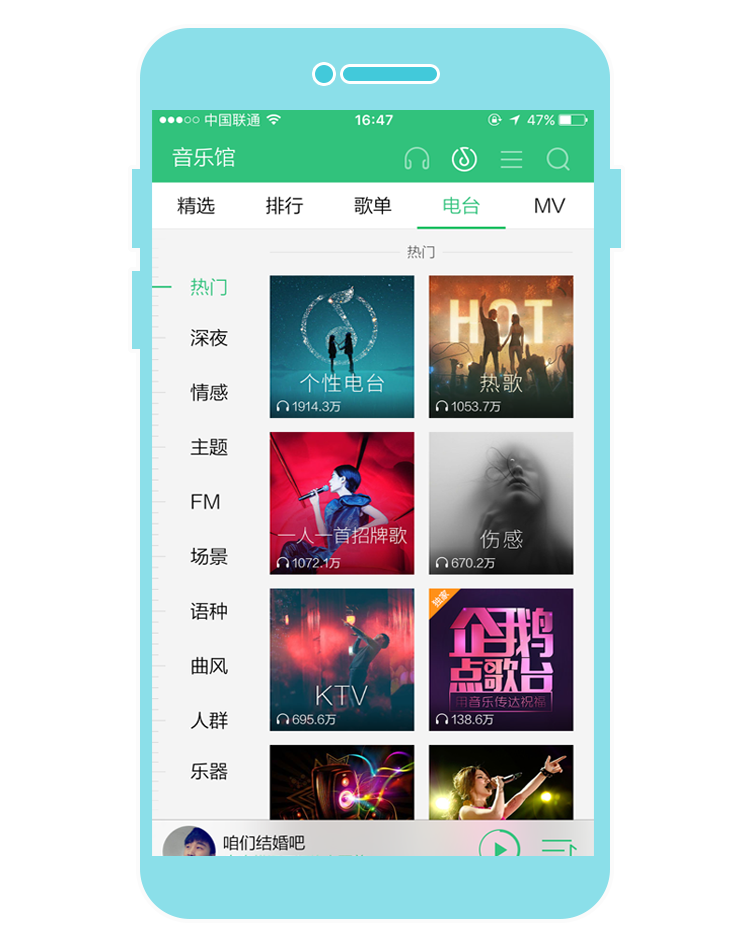 中国联通 16:47 47%
音乐馆
精选 排行 歌单 电台 MV
热门
热门
深夜
情感
主题
FM
场景
语种
曲风
人群
乐器
个性电台
1914.3万
HOT
热歌
1053.7万
一人一首招牌歌
1072.1万
伤感
670.2万
KTV
695.6万
独家
企鹅
点歌台
用音乐传达祝福
138.6万
咱们结婚吧